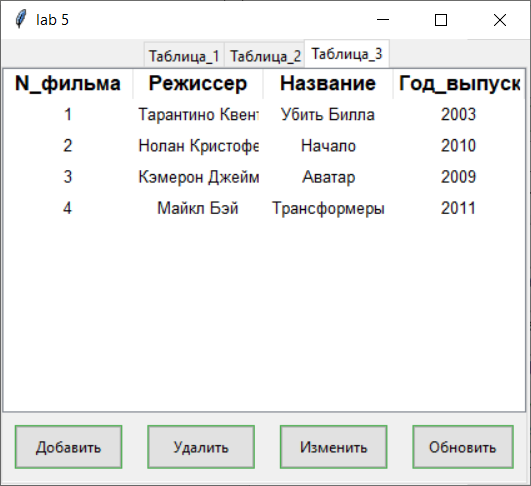 lab 5
Таблица_1 Таблица_2 Таблица_3
N_фильма Режиссер Название Год_выпуск
1 Тарантино Квент Убить Билла 2003
2 Нолан Кристофе Начало 2010
3 Кэмерон Джейм Аватар 2009
4 Майкл Бэй Трансформеры 2011
Добавить Удалить Изменить Обновить